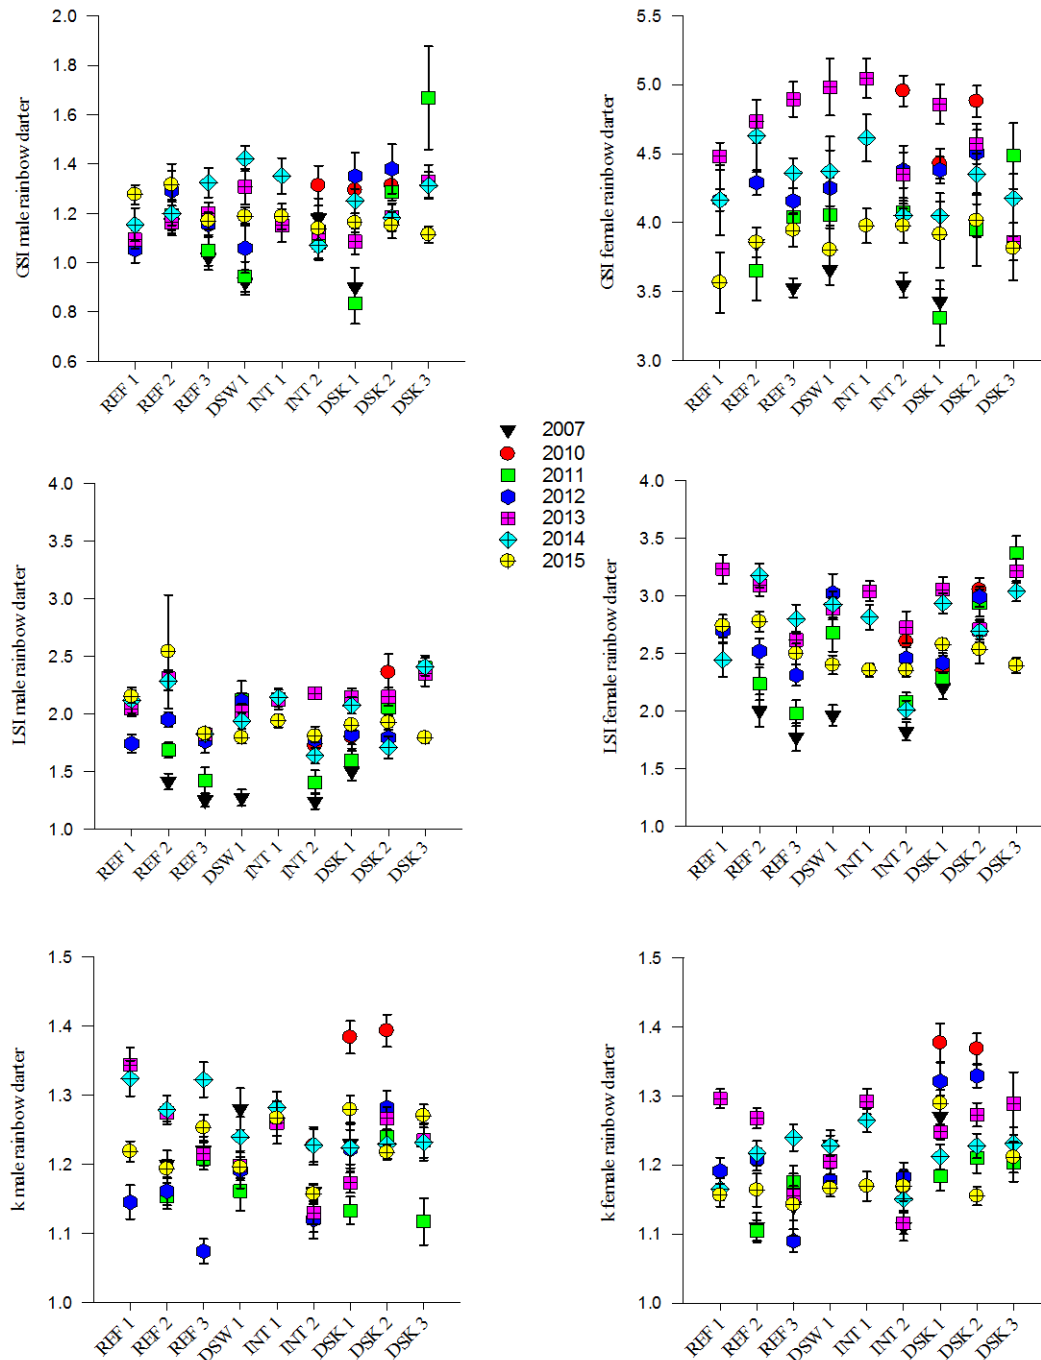 2.0
1.8
1.6
1.4
1.2
1.0
0.8
0.6
GSI male rainbow darter
REF 1
REF 2
REF 3
DSW 1
INT 1
INT 2
DSK 1
DSK 2
DSK 3
5.5
5.0
4.5
4.0
3.5
3.0
GSI female rainbow darter
REF 1
REF 2
REF 3
DSW 1
INT 1
INT 2
DSK 1
DSK 2
DSK 3
2007
2010
2011
2012
2013
2014
2015
4.0
3.5
3.0
2.5
2.0
1.5
1.0
LSI male rainbow darter
REF 1
REF 2
REF 3
DSW 1
INT 1
INT 2
DSK 1
DSK 2
DSK 3
4.0
3.5
3.0
2.5
2.0
1.5
1.0
LSI female rainbow darter
REF 1
REF 2
REF 3
DSW 1
INT 1
INT 2
DSK 1
DSK 2
DSK 3
1.5
1.4
1.3
1.2
1.1
1.0
k male rainbow darter
REF 1
REF 2
REF 3
DSW 1
INT 1
INT 2
DSK 1
DSK 2
DSK 3
1.5
1.4
1.3
1.2
1.1
1.0
k female rainbow darter
REF 1
REF 2
REF 3
DSW 1
INT 1
INT 2
DSK 1
DSK 2
DSK 3